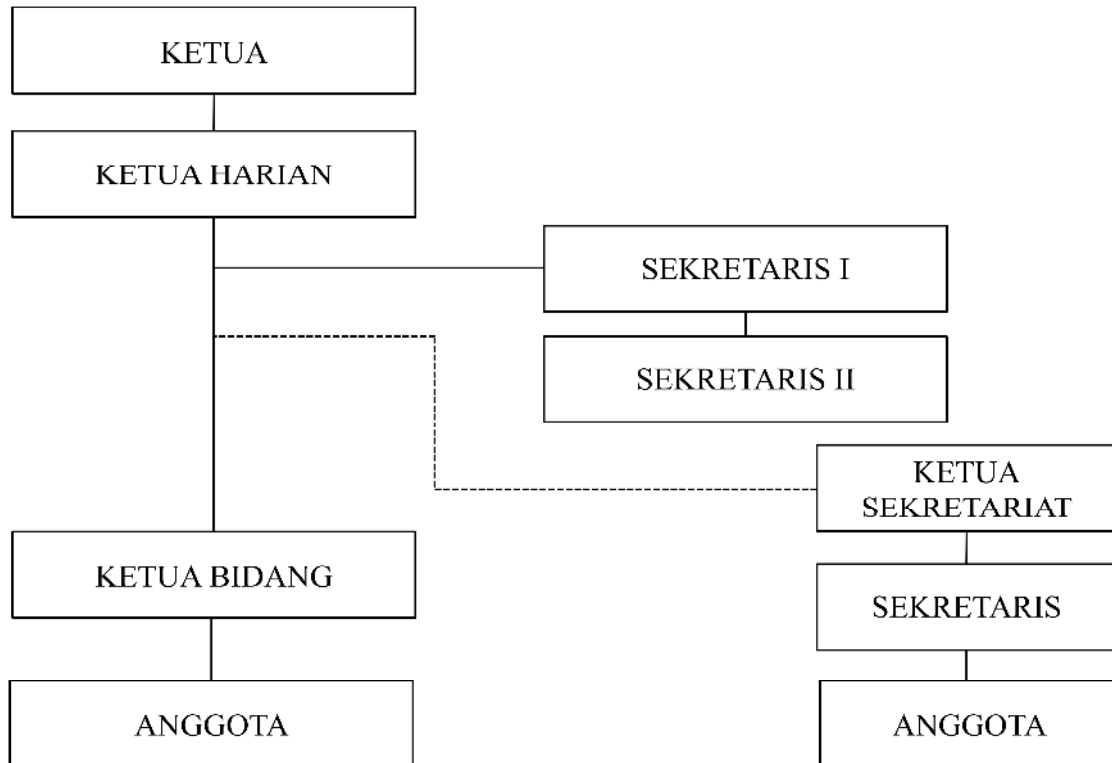 KETUA
KETUA HARIAN
SEKRETARIS I
SEKRETARIS II
KETUA
SEKRETARIAT
KETUA BIDANG
SEKRETARIS
ANGGOTA
ANGGOTA